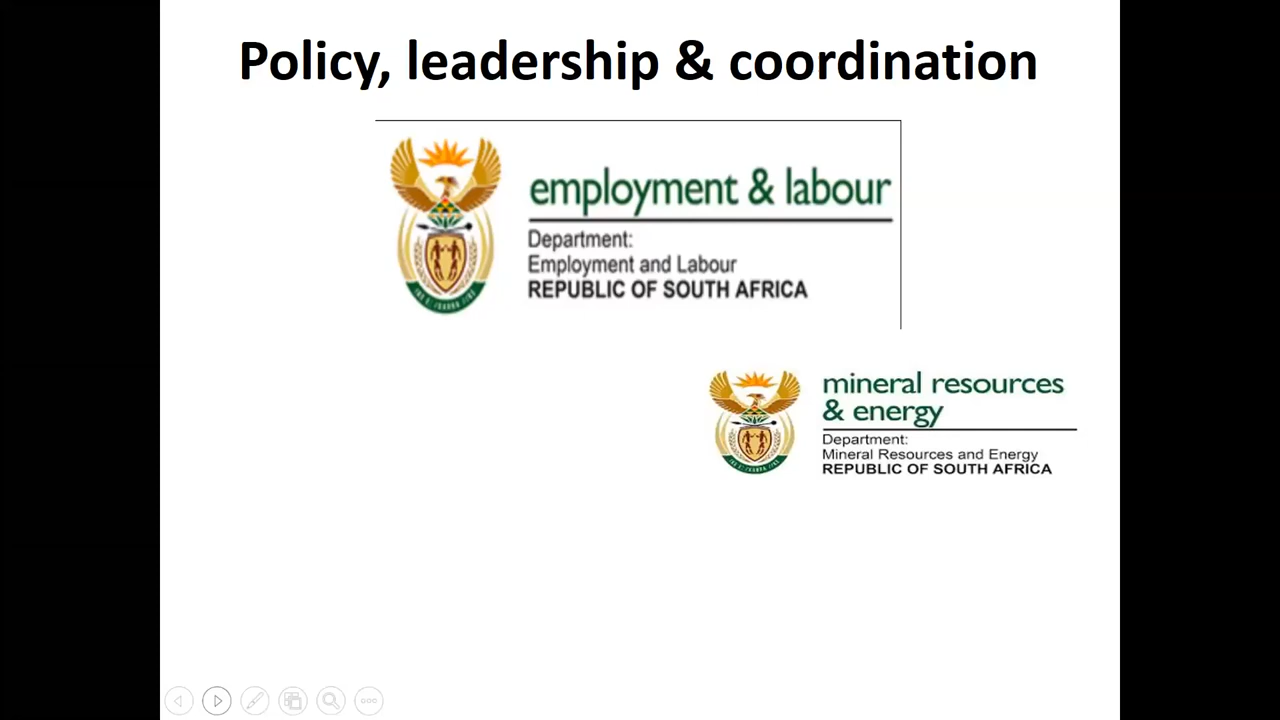 Policy, leadership & coordination
employment & labour
Department:
Employment and Labour
REPUBLIC OF SOUTH AFRICA
mineral resources
& energy
Department:
Mineral Resources and Energy
REPUBLIC OF SOUTH AFRICA